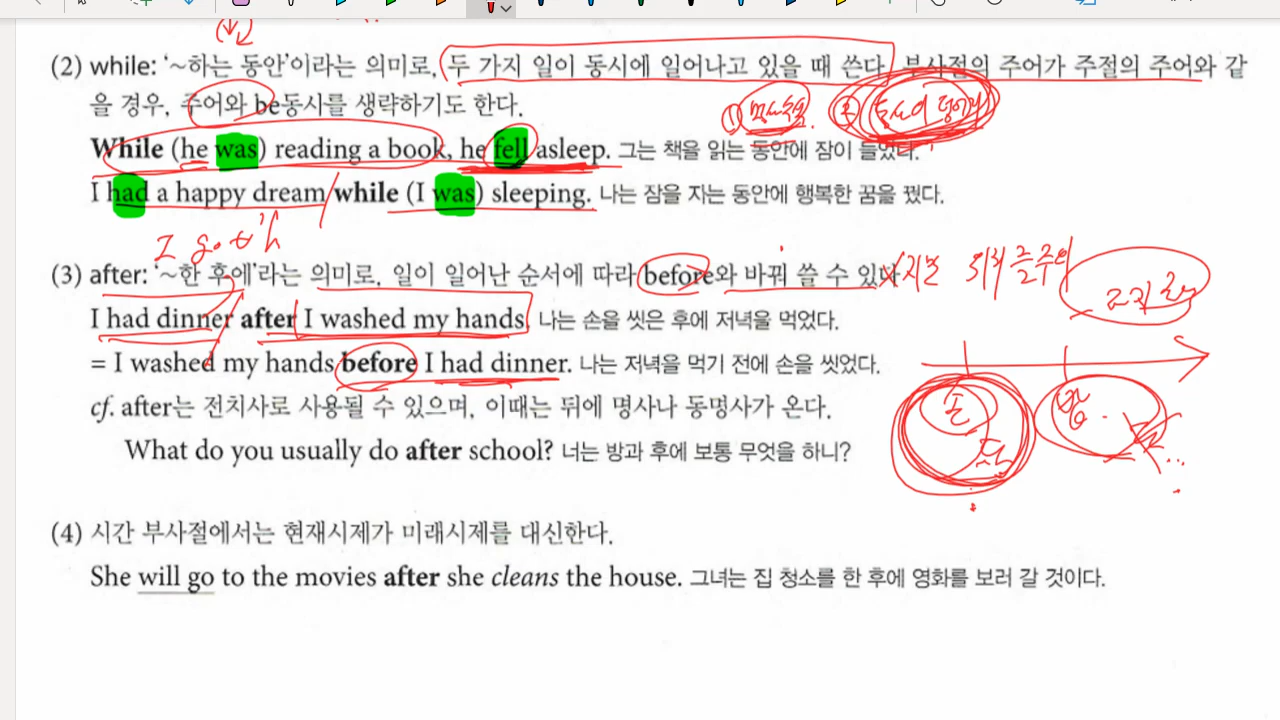 (2) while: '~하는 동안'이라는 의미로, 두 가지 일이 동시에 일어나고 있을 때 쓴다. 부사절의 주어가 주절의 주어와 같
을 경우, 주어와 be동시를 생략하기도 한다.
While (he was) reading a book, he fell asleep. 그는 책을 읽는 동안에 잠이 들었다.
I had a happy dream while (I was) sleeping. 나는 잠을 자는 동안에 행복한 꿈을 꿨다.
(3) after: '~한 후에'라는 의미로, 일이 일어난 순서에 따라 before와 바꿔 쓸 수 있다.
I had dinner after I washed my hands. 나는 손을 씻은 후에 저녁을 먹었다.
= I washed my hands before I had dinner. 나는 저녁을 먹기 전에 손을 씻었다.
손 밥
cf. after는 전치사로 사용될 수 있으며, 이때는 뒤에 명사나 동명사가 온다.
What do you usually do after school? 너는 방과 후에 보통 무엇을 하니?
(4) 시간 부사절에서는 현재시제가 미래시제를 대신한다.
She will go to the movies after she cleans the house. 그녀는 집 청소를 한 후에 영화를 보러 갈 것이다.